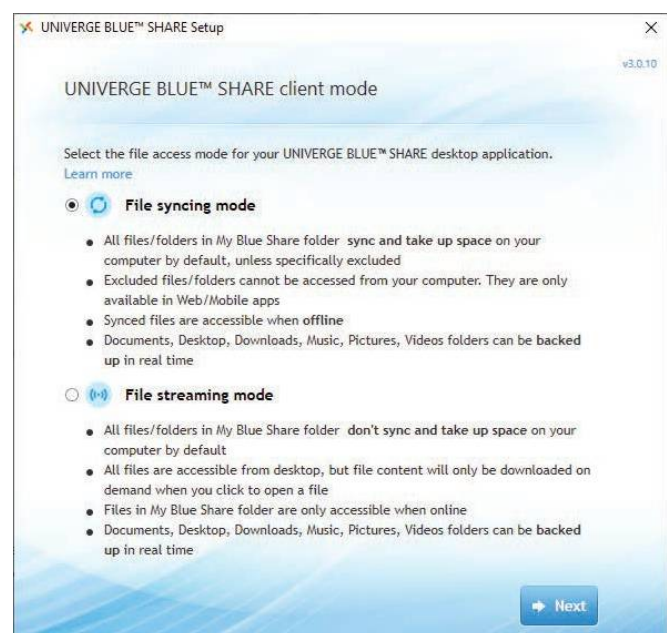 UNIVERGE BLUE™ SHARE Setup
v3.0.10
UNIVERGE BLUE™ SHARE client mode
Select the file access mode for your UNIVERGE BLUE™ SHARE desktop application.
Learn more
File syncing mode
• All files/folders in My Blue Share folder sync and take up space on your
computer by default, unless specifically excluded
• Excluded files/folders cannot be accessed from your computer. They are only
available in Web/Mobile apps
• Synced files are accessible when offline
• Documents, Desktop, Downloads, Music, Pictures, Videos folders can be backed
up in real time
File streaming mode
• All files/folders in My Blue Share folder don't sync and take up space on your
computer by default
• All files are accessible from desktop, but file content will only be downloaded on
demand when you click to open a file
• Files in My Blue Share folder are only accessible when online
• Documents, Desktop, Downloads, Music, Pictures, Videos folders can be backed
up in real time
Next